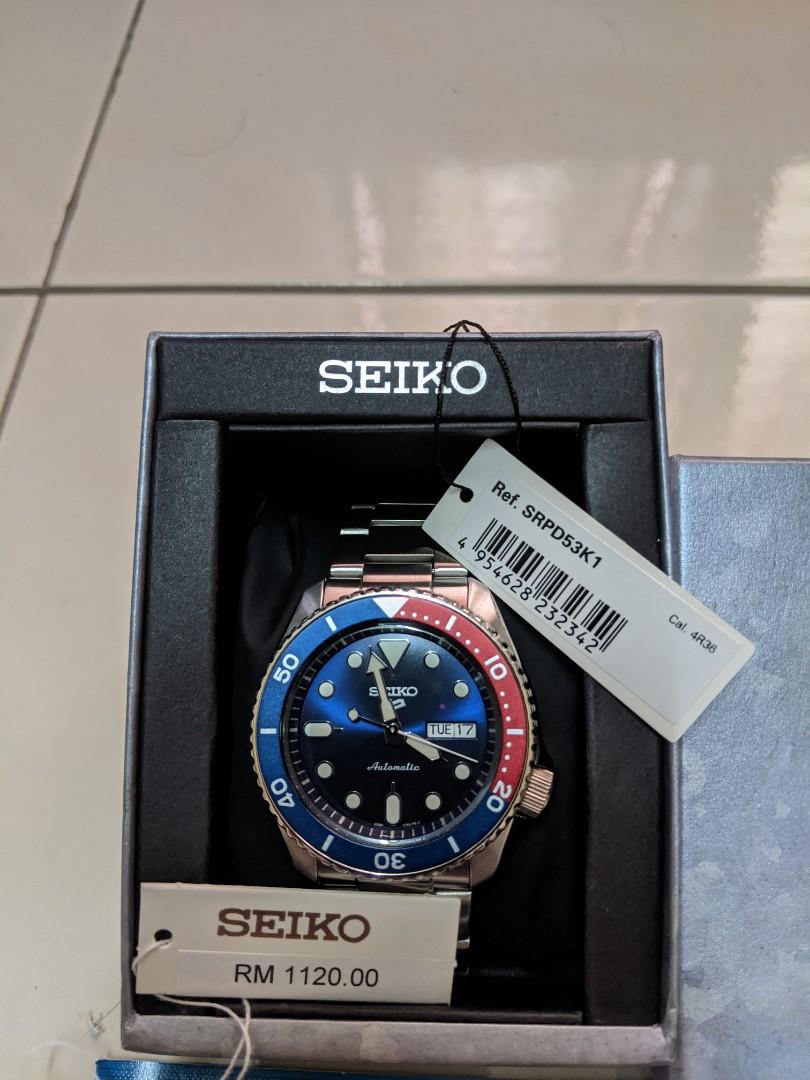 SEIKO
Ref. SRPD53K1
4 954628 232342
Cal. 4R36
10
20
30
40
50
SEIKO
5
TUE 17
Automatic
SEIKO
RM 1120.00